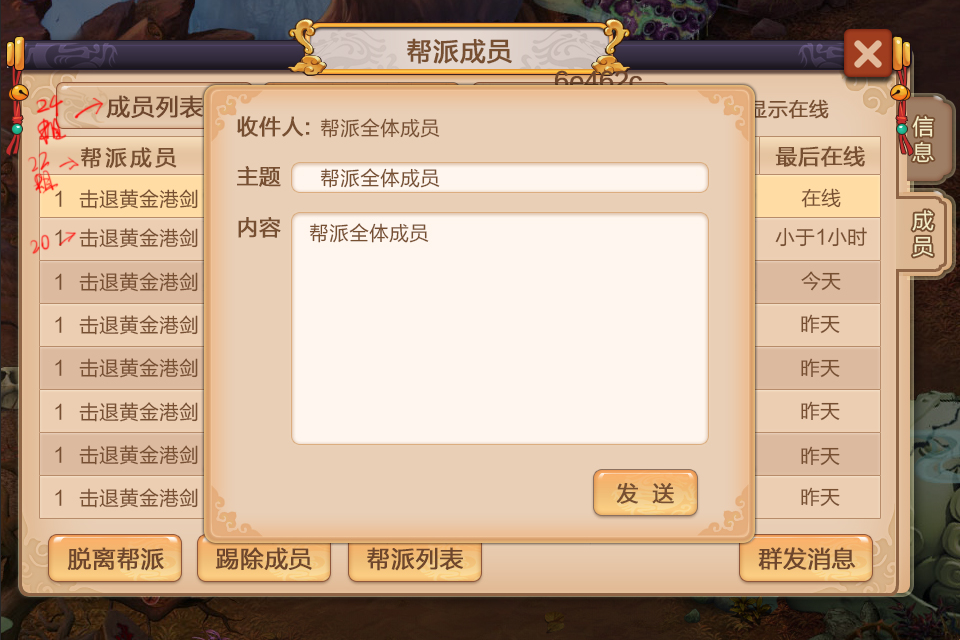 帮派成员
6e462c
24 成员列表
粗
显示在线
收件人: 帮派全体成员
22 帮派成员
粗
最后在线
主题 帮派全体成员
1 击退黄金港剑
在线
内容 帮派全体成员
20 1 击退黄金港剑
小于1小时
1 击退黄金港剑
今天
1 击退黄金港剑
昨天
1 击退黄金港剑
昨天
1 击退黄金港剑
昨天
1 击退黄金港剑
昨天
1 击退黄金港剑
昨天
发 送
脱离帮派
踢除成员
帮派列表
群发消息
信息
成员